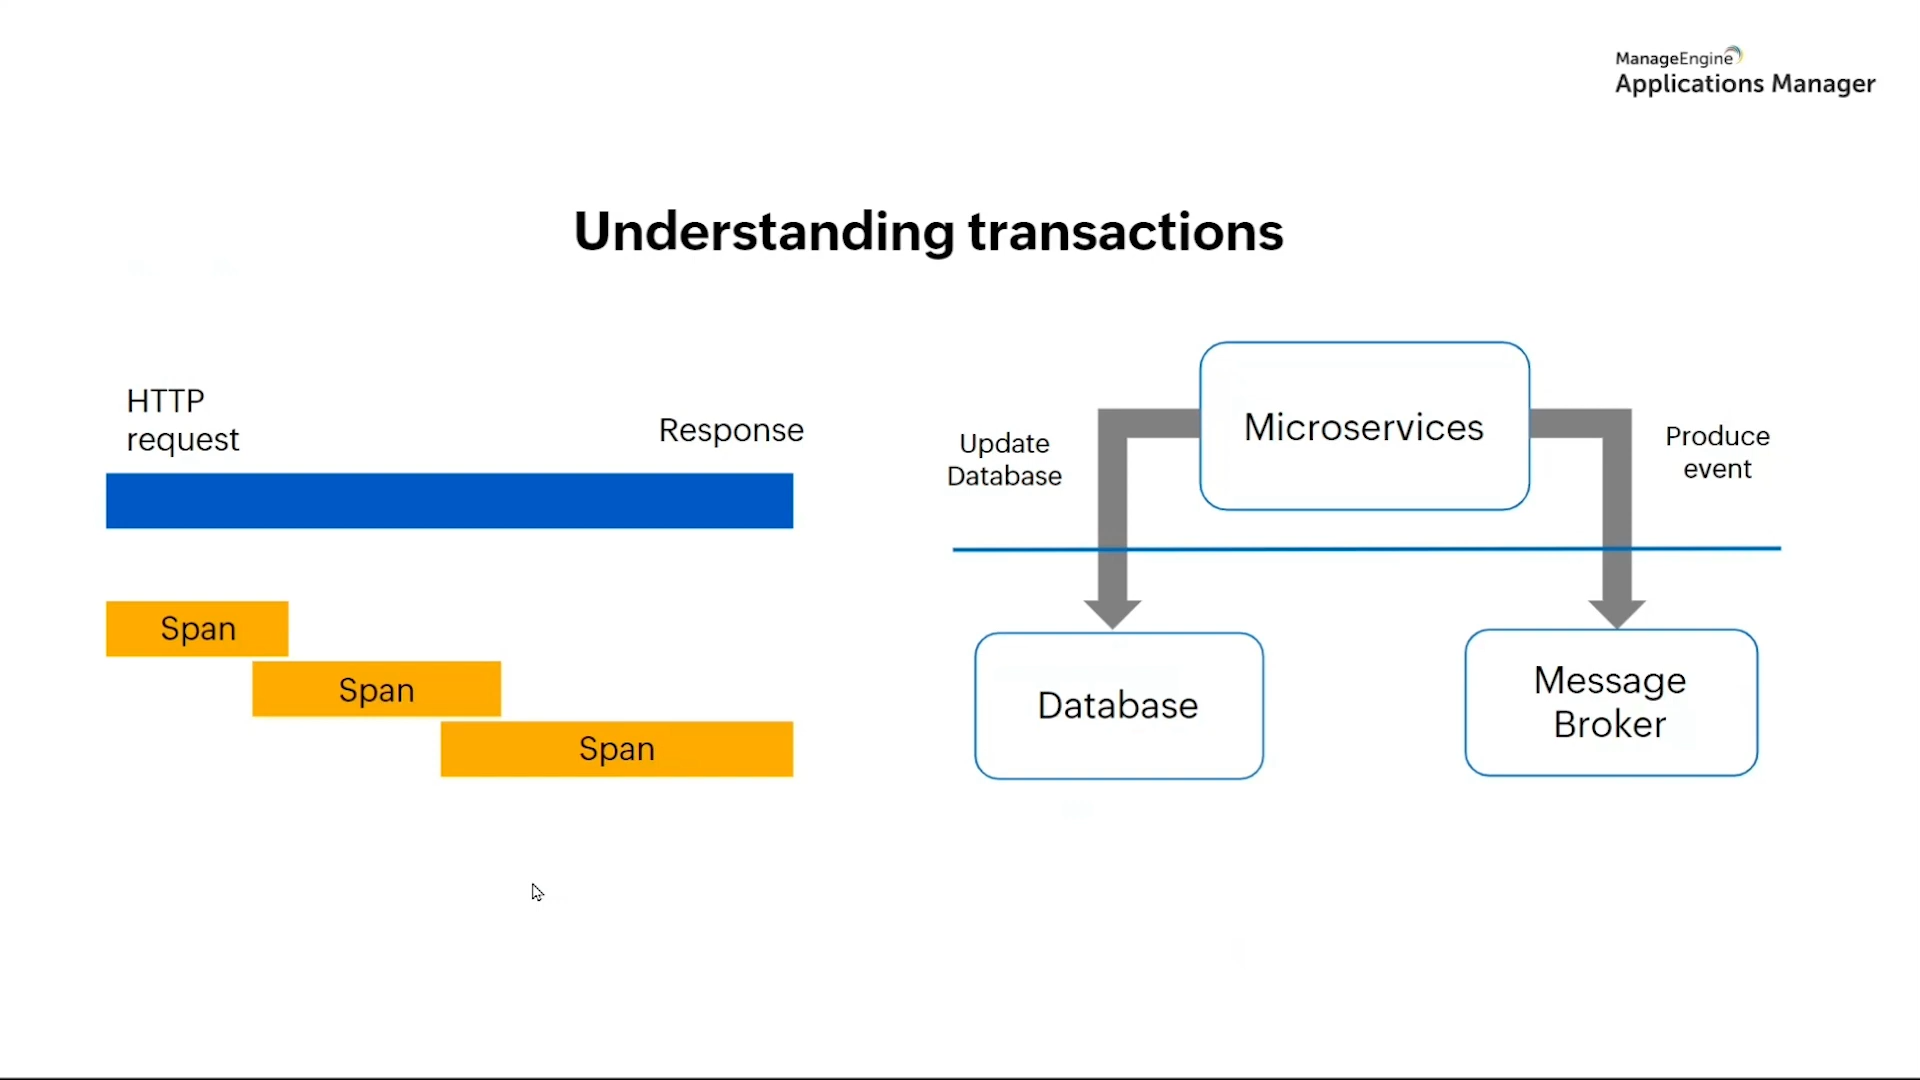 ManageEngine
Applications Manager
Understanding transactions
HTTP
request
Response
Span
Span
Span
Microservices
Update
Database
Produce
event
Database
Message
Broker